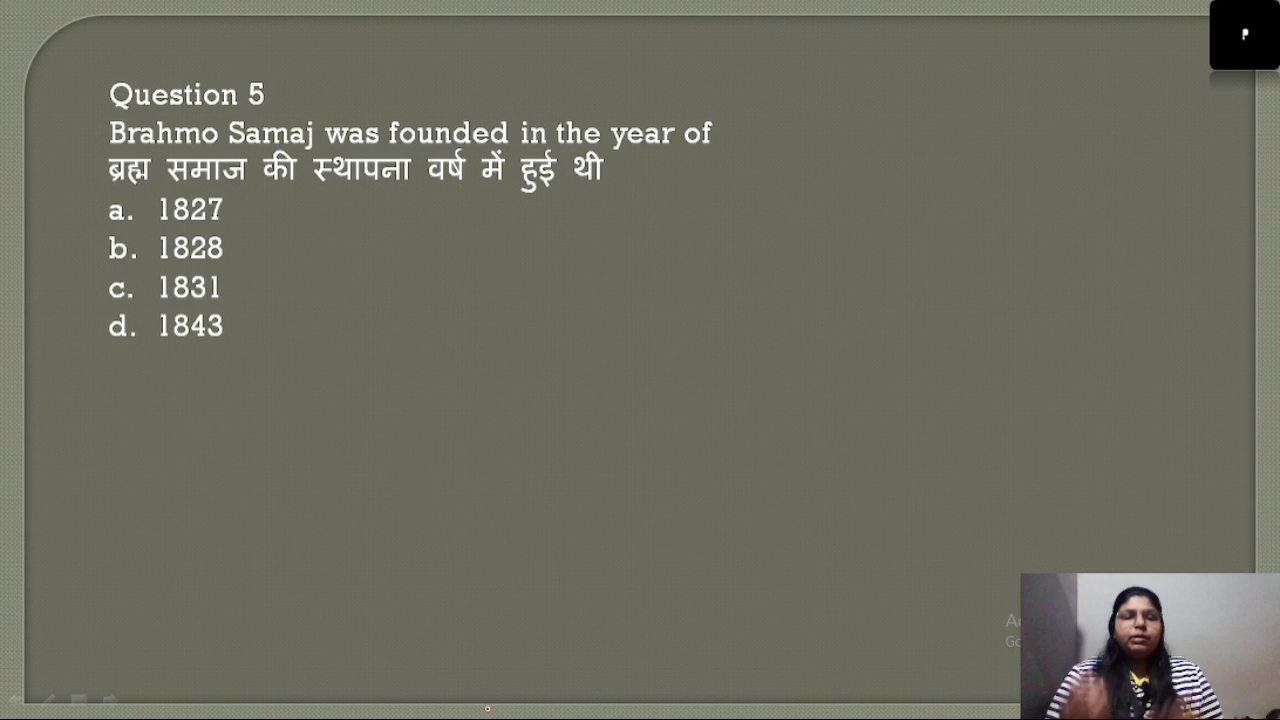 Question 5
Brahmo Samaj was founded in the year of
ब्रह्म समाज की स्थापना वर्ष में हुई थी
a. 1827
b. 1828
c. 1831
d. 1843